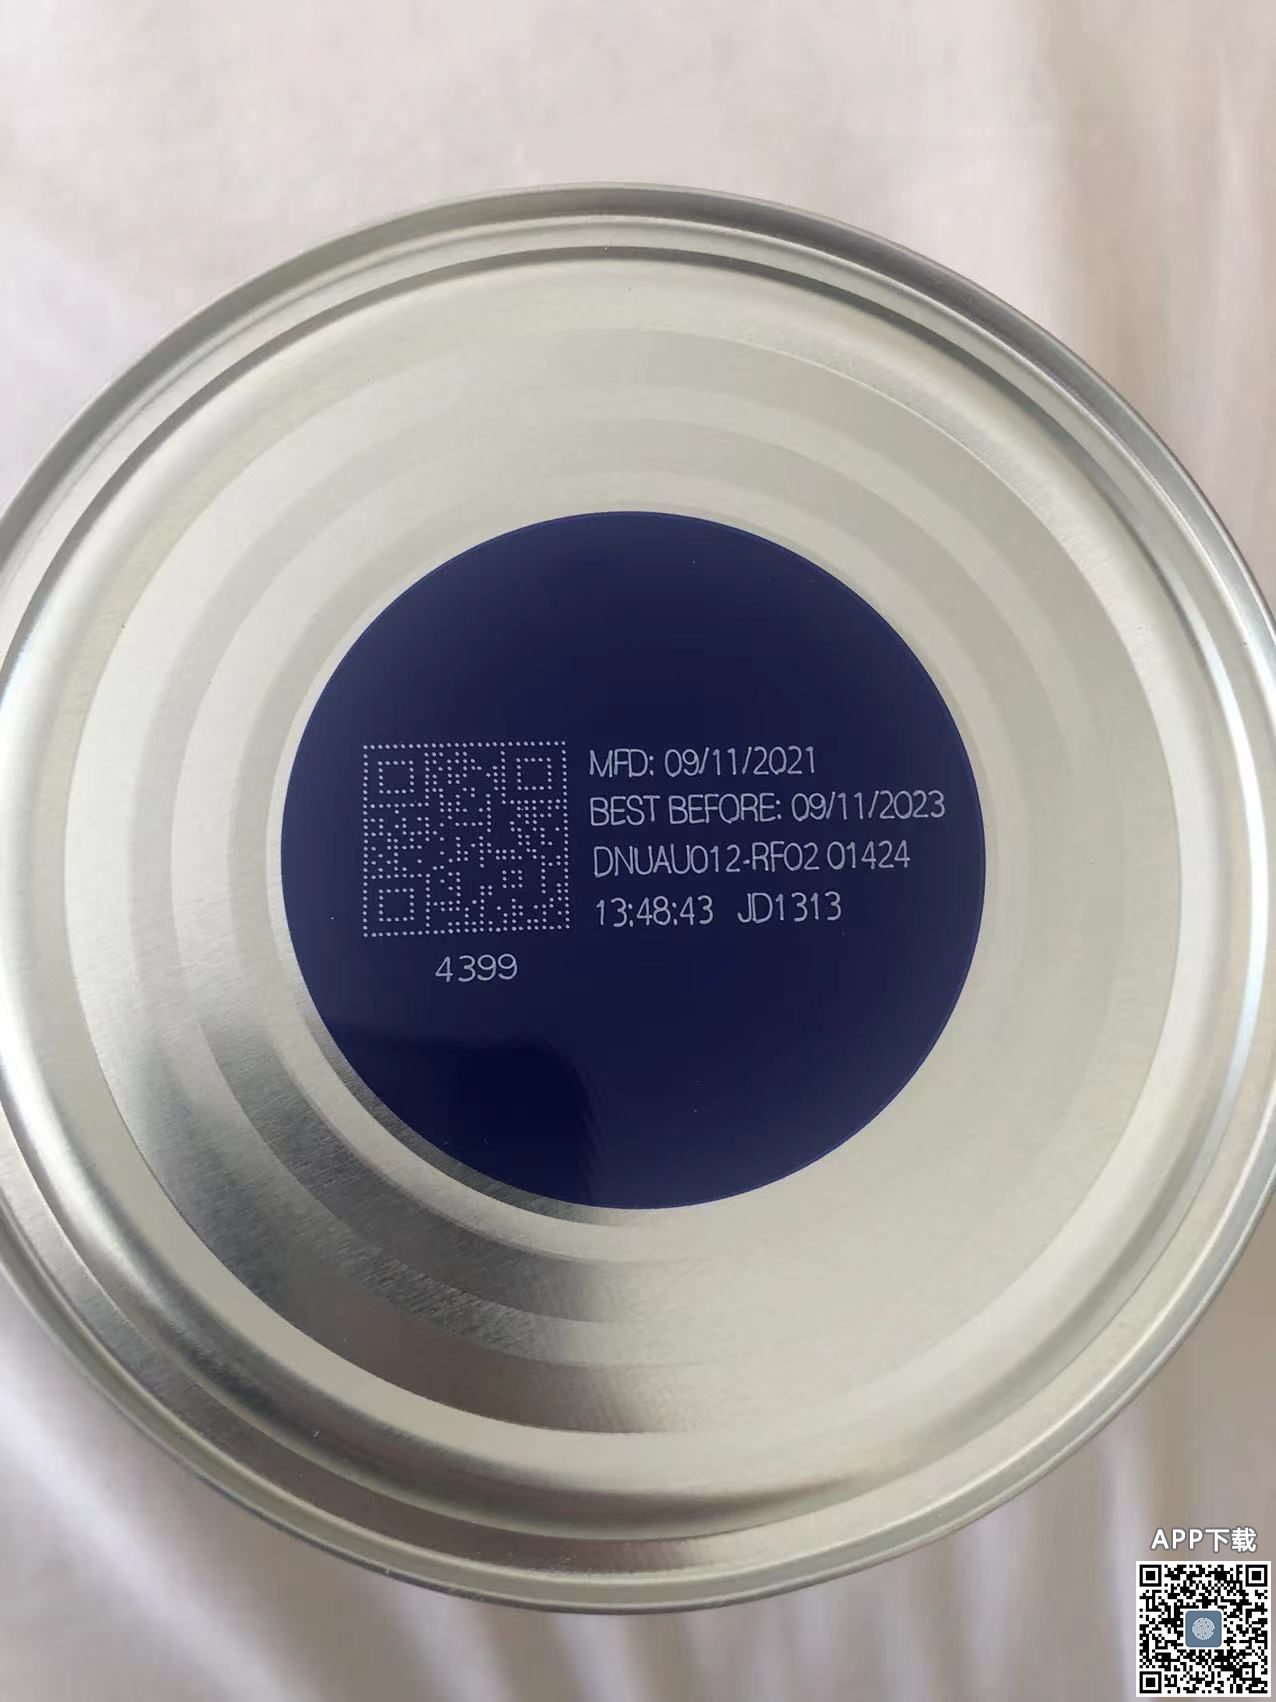 MFD: 09/11/2021
BEST BEFORE: 09/11/2023
DNUAU012-RF02 01424
13:48:43 JD1313
4399
APP下载